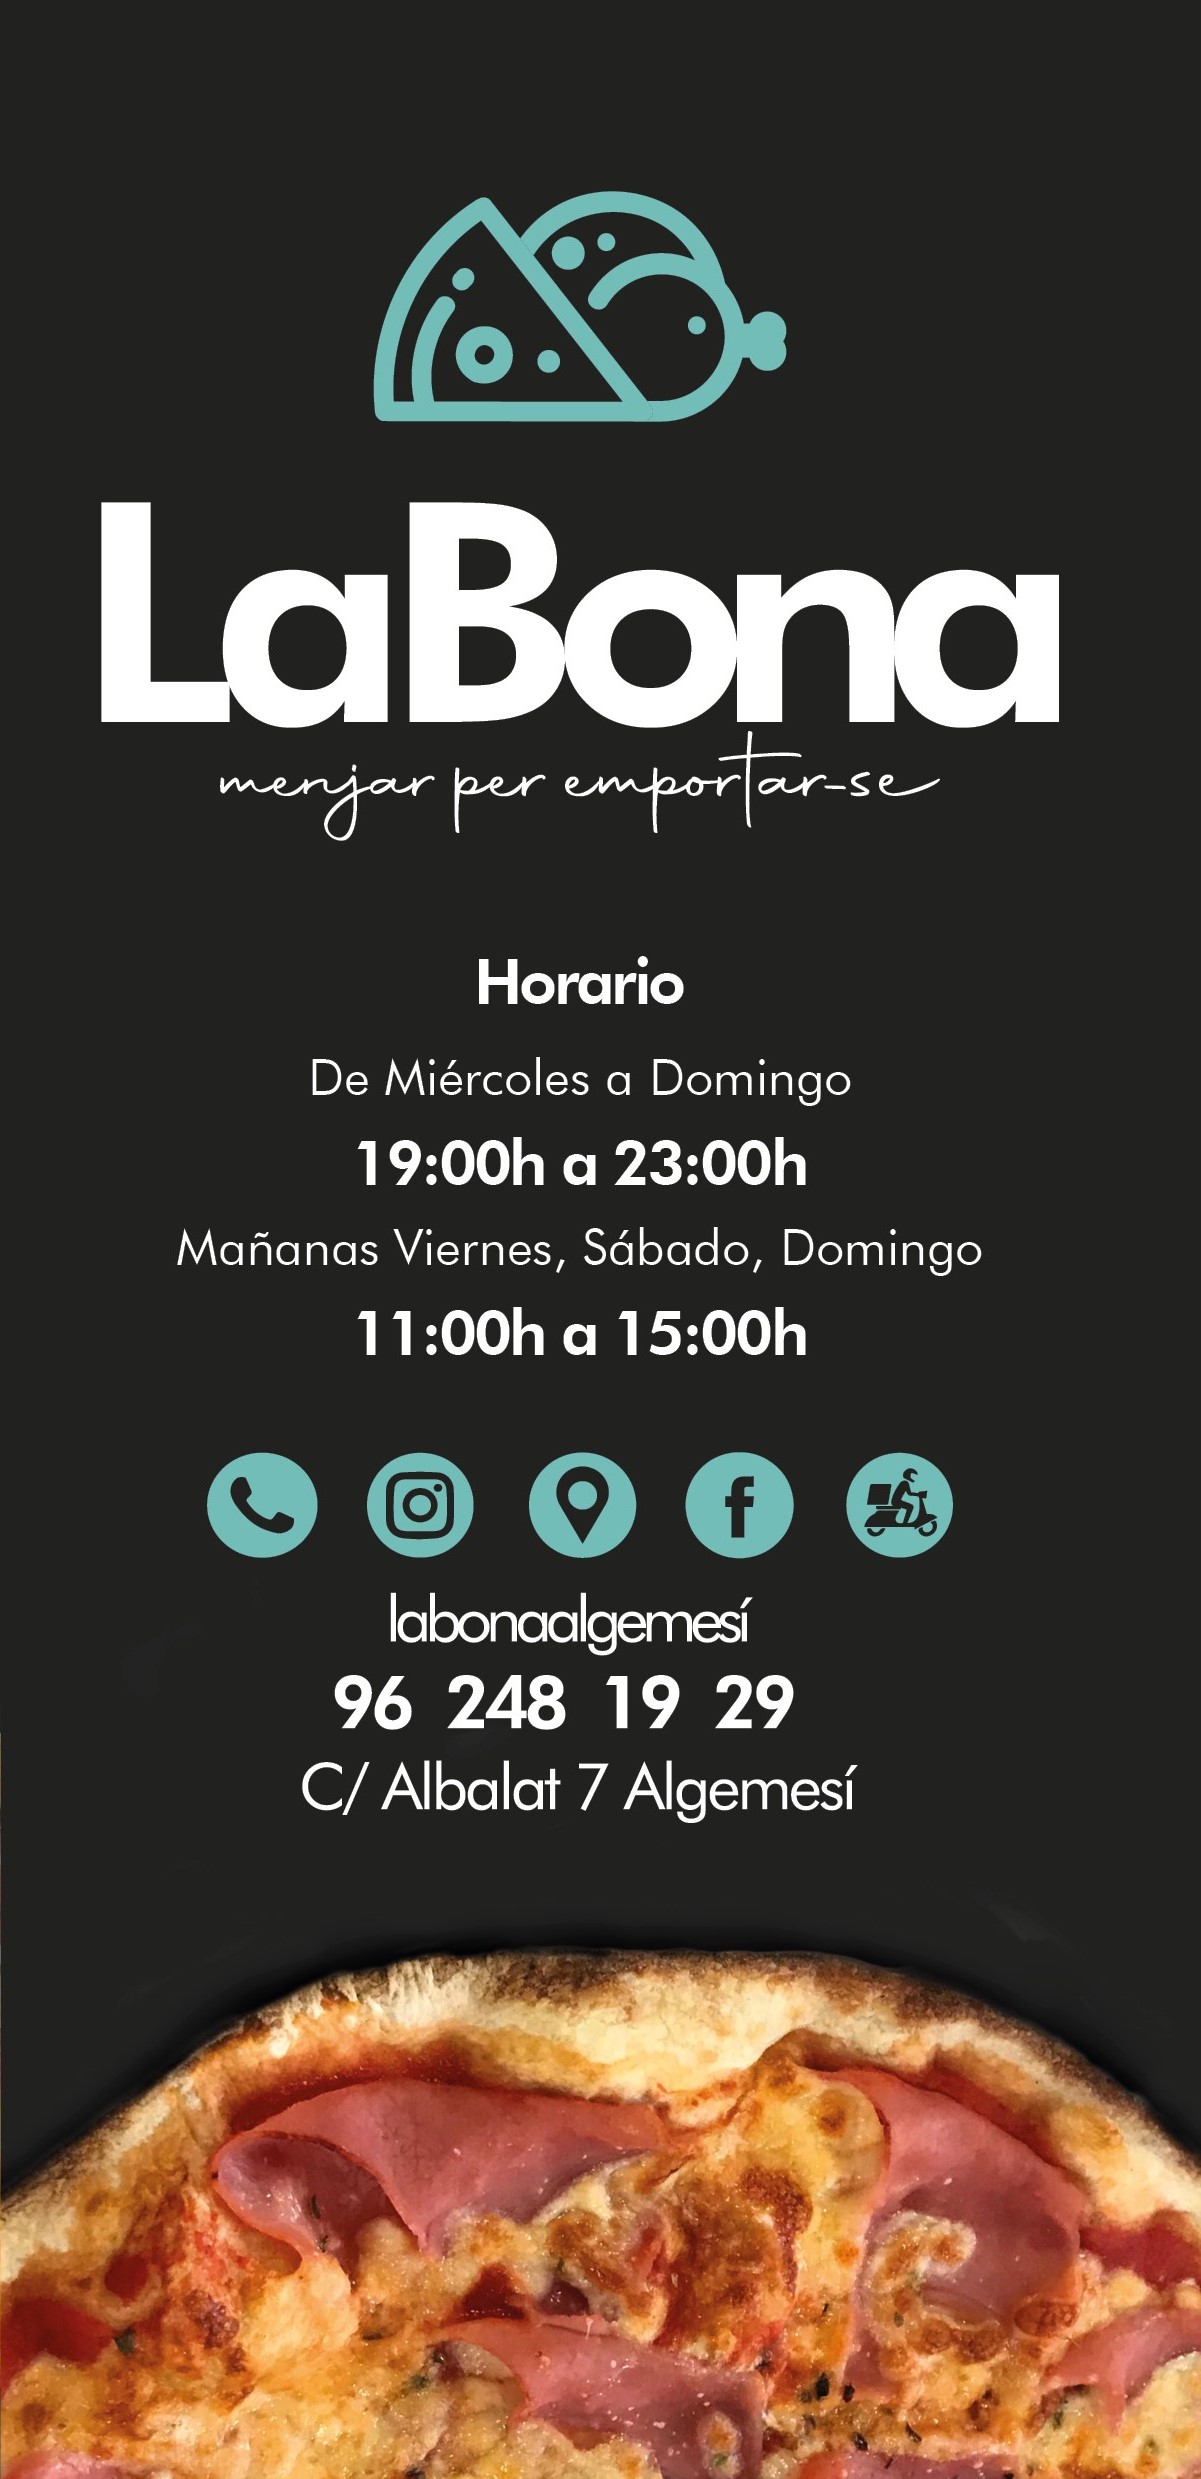 LaBona
menjar per emportar-se
Horario
De Miércoles a Domingo
19:00h a 23:00h
Mañanas Viernes, Sábado, Domingo
11:00h a 15:00h
labonaalgemesí
96 248 19 29
C/ Albalat 7 Algemesí